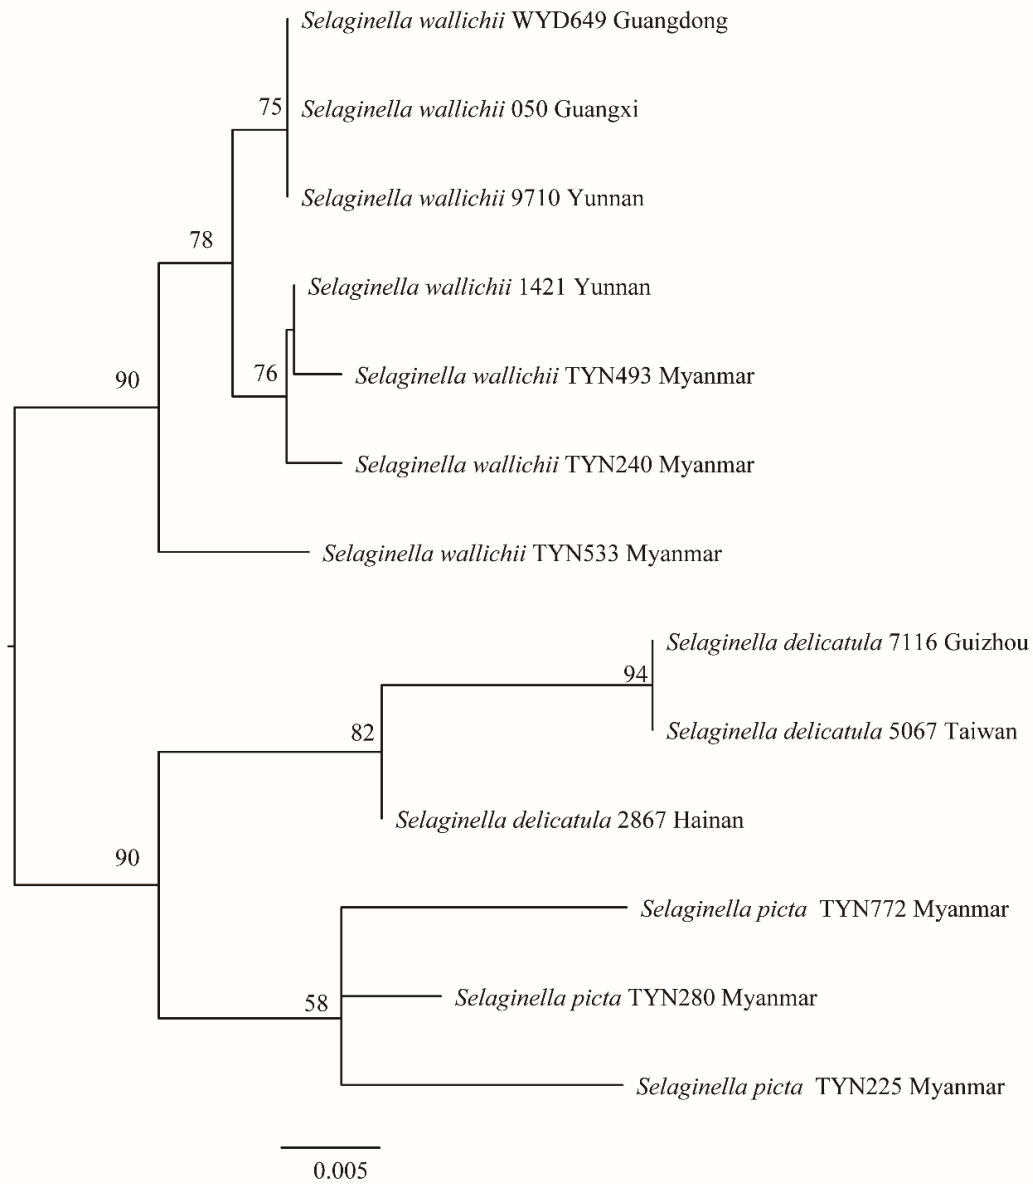 Selaginella wallichii WYD649 Guangdong
75
Selaginella wallichii 050 Guangxi
Selaginella wallichii 9710 Yunnan
78
Selaginella wallichii 1421 Yunnan
76
Selaginella wallichii TYN493 Myanmar
90
Selaginella wallichii TYN240 Myanmar
Selaginella wallichii TYN533 Myanmar
Selaginella delicatula 7116 Guizhou
94
Selaginella delicatula 5067 Taiwan
82
Selaginella delicatula 2867 Hainan
90
Selaginella picta TYN772 Myanmar
58
Selaginella picta TYN280 Myanmar
Selaginella picta TYN225 Myanmar
0.005